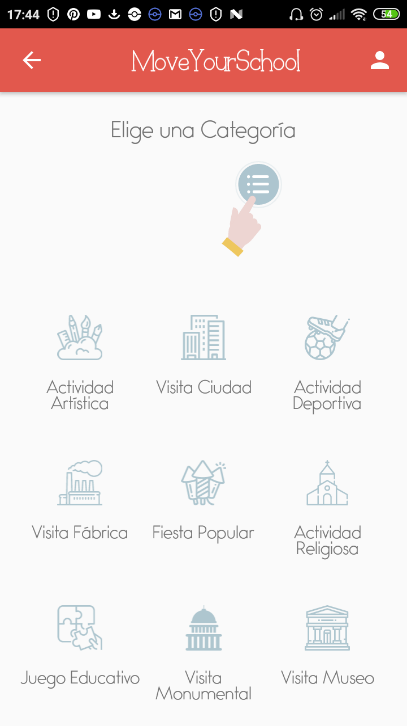 17:44
54
MoveYourSchool
Elige una Categoría
Actividad
Artística
Visita Ciudad
Actividad
Deportiva
Visita Fábrica
Fiesta Popular
Actividad
Religiosa
Juego Educativo
Visita
Monumental
Visita Museo